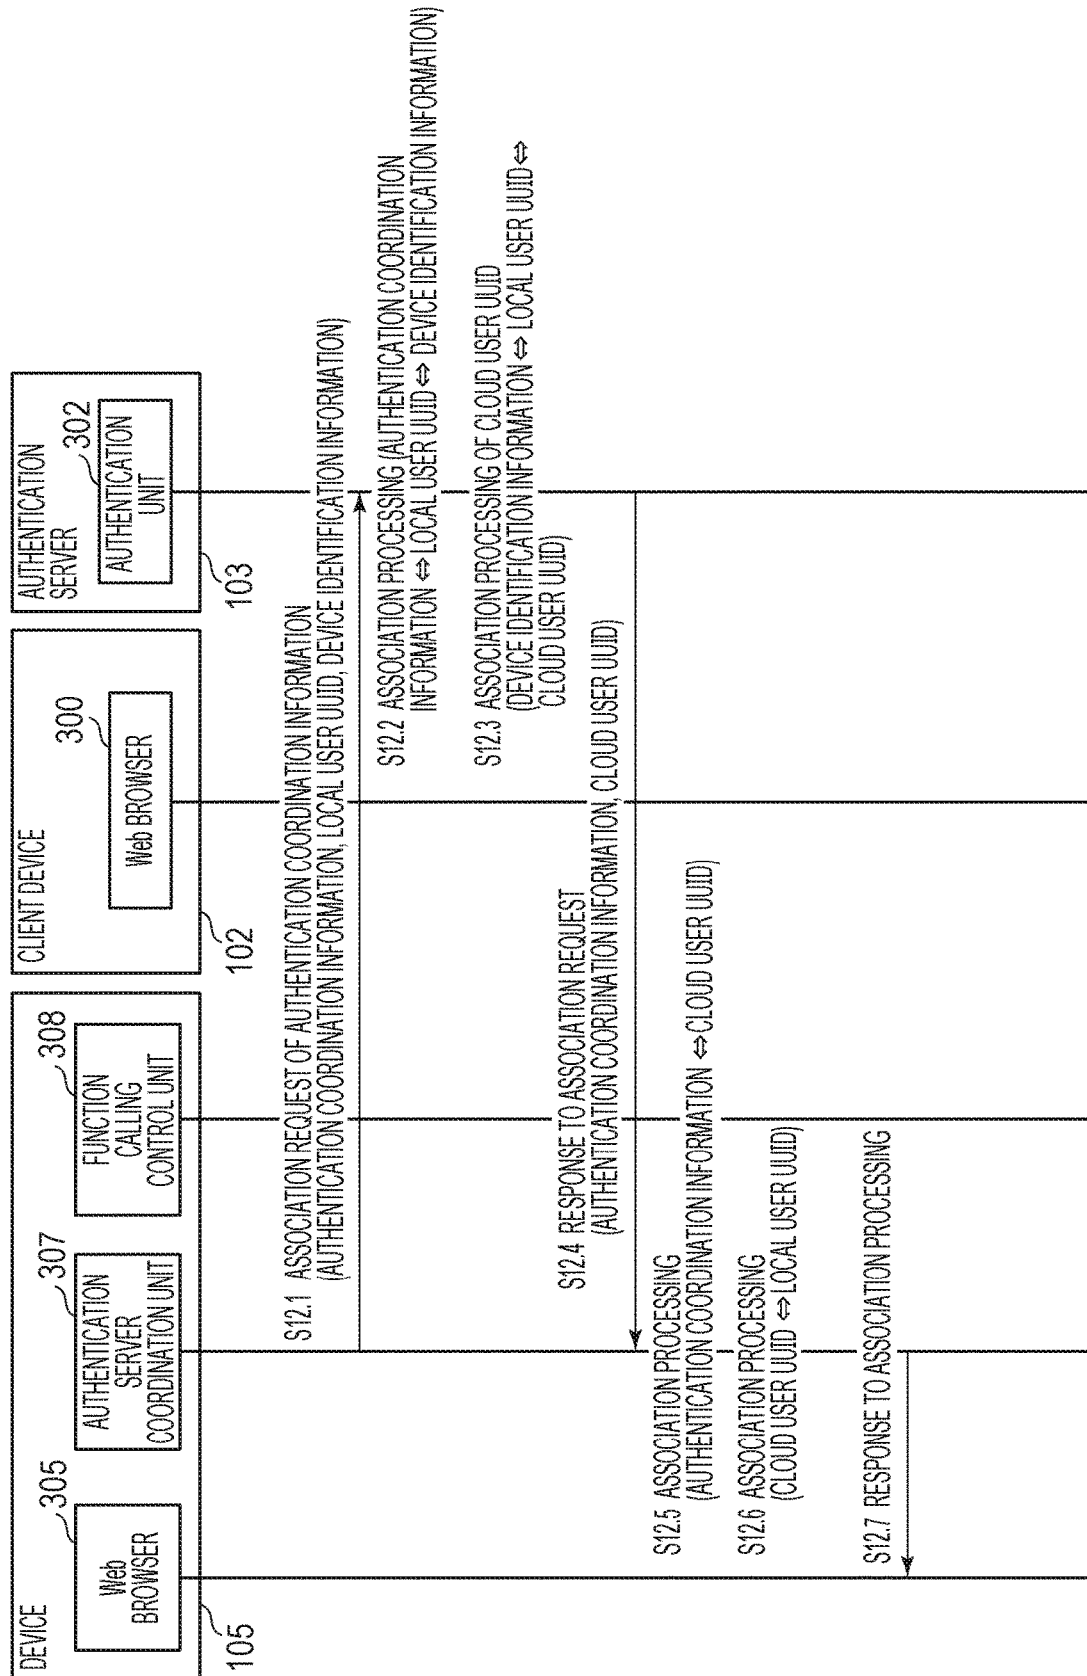 DEVICE
305
Web
BROWSER
307
AUTHENTICATION
SERVER
COORDINATION UNIT
308
FUNCTION
CALLING
CONTROL UNIT
105
CLIENT DEVICE
300
Web BROWSER
102
AUTHENTICATION
SERVER
302
AUTHENTICATION
UNIT
103
S12.1 ASSOCIATION REQUEST OF AUTHENTICATION COORDINATION INFORMATION
(AUTHENTICATION COORDINATION INFORMATION, LOCAL USER UUID, DEVICE IDENTIFICATION INFORMATION)
S12.2 ASSOCIATION PROCESSING (AUTHENTICATION COORDINATION
INFORMATION ⇔ LOCAL USER UUID ⇔ DEVICE IDENTIFICATION INFORMATION)
S12.3 ASSOCIATION PROCESSING OF CLOUD USER UUID
(DEVICE IDENTIFICATION INFORMATION ⇔ LOCAL USER UUID ⇔
CLOUD USER UUID)
S12.4 RESPONSE TO ASSOCIATION REQUEST
(AUTHENTICATION COORDINATION INFORMATION, CLOUD USER UUID)
S12.5 ASSOCIATION PROCESSING
(AUTHENTICATION COORDINATION INFORMATION ⇔ CLOUD USER UUID)
S12.6 ASSOCIATION PROCESSING
(CLOUD USER UUID ⇔ LOCAL USER UUID)
S12.7 RESPONSE TO ASSOCIATION PROCESSING